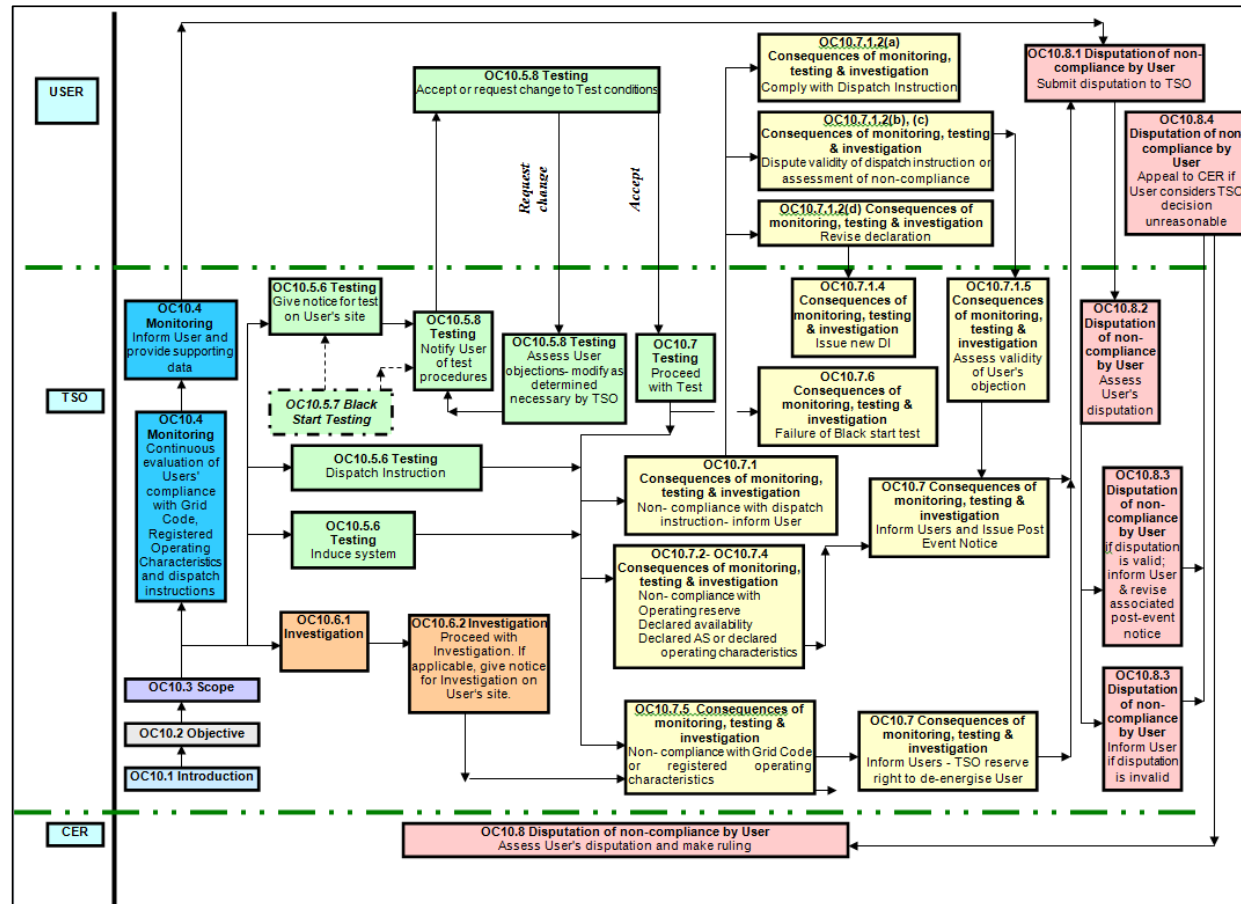 USER
TSO
CER
OC10.5.8 Testing
Accept or request change to Test conditions
Request
change
Accept
OC10.7.1.2(a)
Consequences of monitoring,
testing & investigation
Comply with Dispatch Instruction
OC10.7.1.2(b), (c)
Consequences of monitoring, testing
& investigation
Dispute validity of dispatch instruction or
assessment of non-compliance
OC10.7.1.2(d) Consequences of
monitoring, testing & investigation
Revise declaration
OC10.8.1 Disputation of non-
compliance by User
Submit disputation to TSO
OC10.8.4
Disputation of non-
compliance by
User
Appeal to CER if
User considers TSO
decision
unreasonable
OC10.4
Monitoring
Inform User and
provide supporting
data
OC10.4
Monitoring
Continuous
evaluation of
Users'
compliance
with Grid
Code,
Registered
Operating
Characteristics
and dispatch
instructions
OC10.3 Scope
OC10.2 Objective
OC10.1 Introduction
OC10.5.6 Testing
Give notice for test
on User's site
OC10.5.7 Black
Start Testing
OC10.5.8
Testing
Notify User
of test
procedures
OC10.5.8 Testing
Assess User
objections- modify as
determined
necessary by TSO
OC10.7
Testing
Proceed
with Test
OC10.5.6 Testing
Dispatch Instruction
OC10.5.6
Testing
Induce system
OC10.6.1
Investigation
OC10.6.2 Investigation
Proceed with
Investigation. If
applicable, give notice
for Investigation on
User's site.
OC10.7.1.4
Consequences of
monitoring, testing
& investigation
Issue new DI
OC10.7.1.5
Consequences of
monitoring, testing &
investigation
Assess validity
of User's
objection
OC10.7.6
Consequences of monitoring, testing &
investigation
Failure of Black start test
OC10.7.1
Consequences of monitoring,
testing & investigation
Non- compliance with dispatch
instruction- inform User
OC10.7 Consequences of
monitoring, testing &
investigation
Inform Users and Issue Post
Event Notice
OC10.7.2- OC10.7.4
Consequences of monitoring,
testing & investigation
Non- compliance with
Operating reserve
Declared availability
Declared AS or declared
operating characteristics
OC10.7.5 Consequences of
monitoring, testing &
investigation
Non- compliance with Grid Code
or registered operating
characteristics
OC10.7 Consequences of
monitoring, testing &
investigation
Inform Users - TSO reserve
right to de-energise User
OC10.8.2
Disputation of
non-compliance
by User
Assess
User's
disputation
OC10.8.3
Disputation
of non-
compliance
by User
if disputation
is valid;
inform User
& revise
associated
post-event
notice
OC10.8.3
Disputation
of non-
compliance
by User
Inform User
if disputation
is invalid
OC10.8 Disputation of non-compliance by User
Assess User's disputation and make ruling